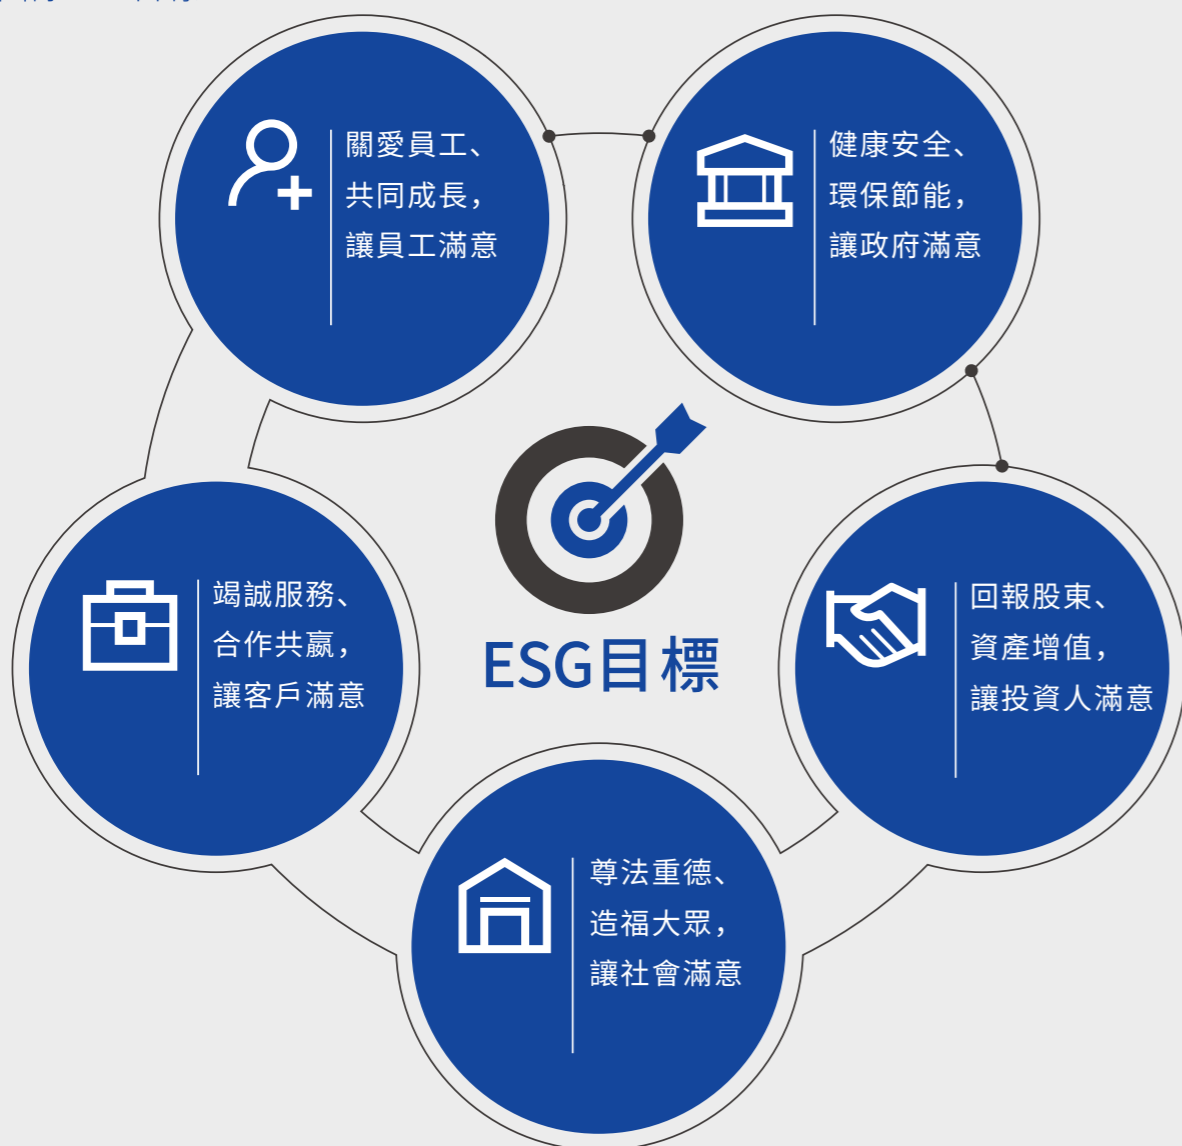 關愛員工、
共同成長，
讓員工滿意
健康安全、
環保節能，
讓政府滿意
竭誠服務、
合作共嬴，
讓客戶滿意
ESG目標
回報股東、
資產增值，
讓投資人滿意
尊法重德、
造福大眾，
讓社會滿意